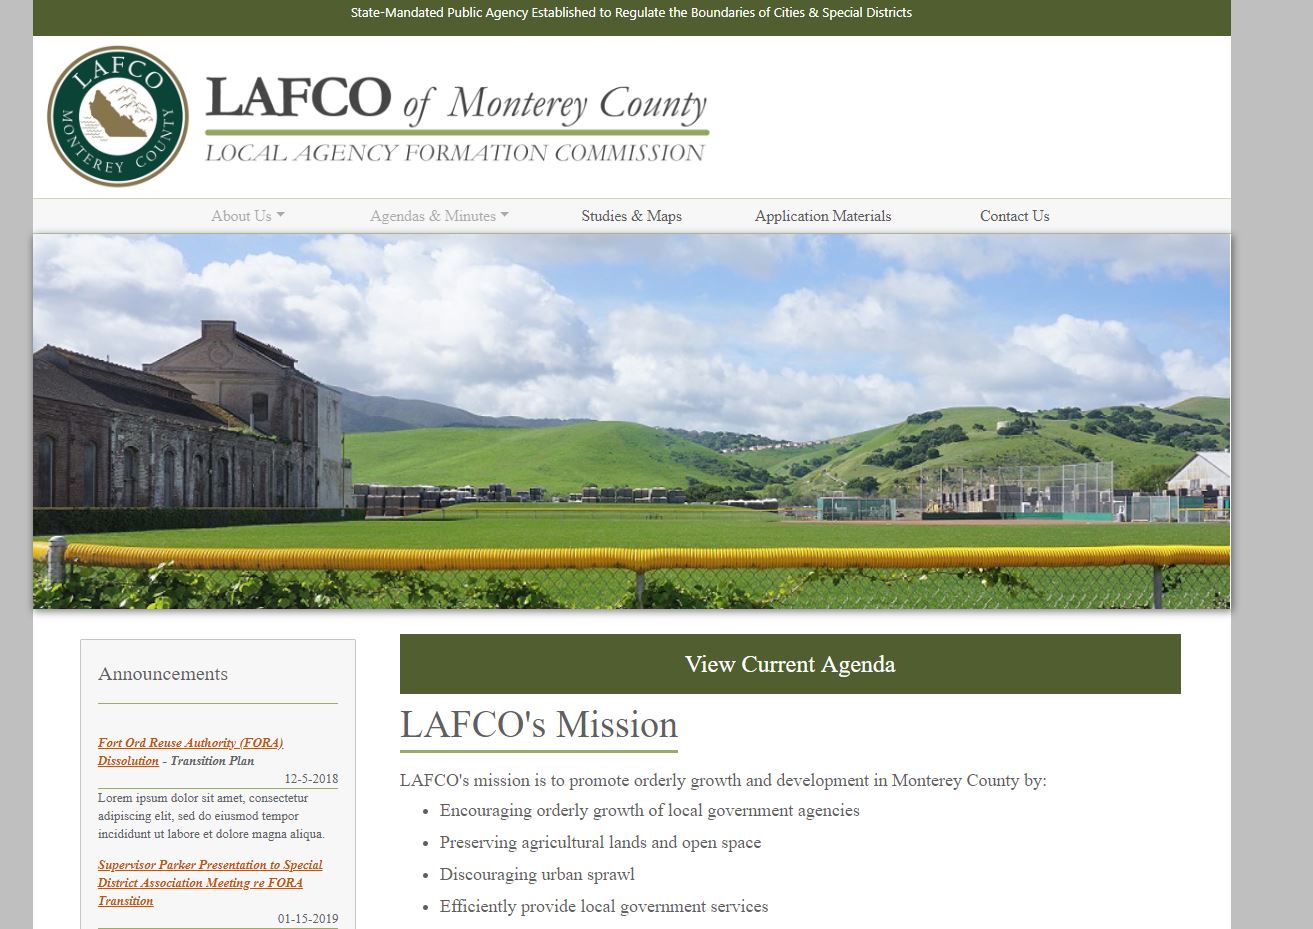 State-Mandated Public Agency Established to Regulate the Boundaries of Cities & Special Districts
LAFCO
MONTEREY COUNTY
LAFCO of Monterey County
LOCAL AGENCY FORMATION COMMISSION
About Us Agendas & Minutes Studies & Maps Application Materials Contact Us
Announcements
Fort Ord Reuse Authority (FORA)
Dissolution - Transition Plan
12-5-2018
Lorem ipsum dolor sit amet, consectetur
adipiscing elit, sed do eiusmod tempor
incididunt ut labore et dolore magna aliqua.
Supervisor Parker Presentation to Special
District Association Meeting re FORA
Transition
01-15-2019
View Current Agenda
LAFCO's Mission
LAFCO's mission is to promote orderly growth and development in Monterey County by:
• Encouraging orderly growth of local government agencies
• Preserving agricultural lands and open space
• Discouraging urban sprawl
• Efficiently provide local government services